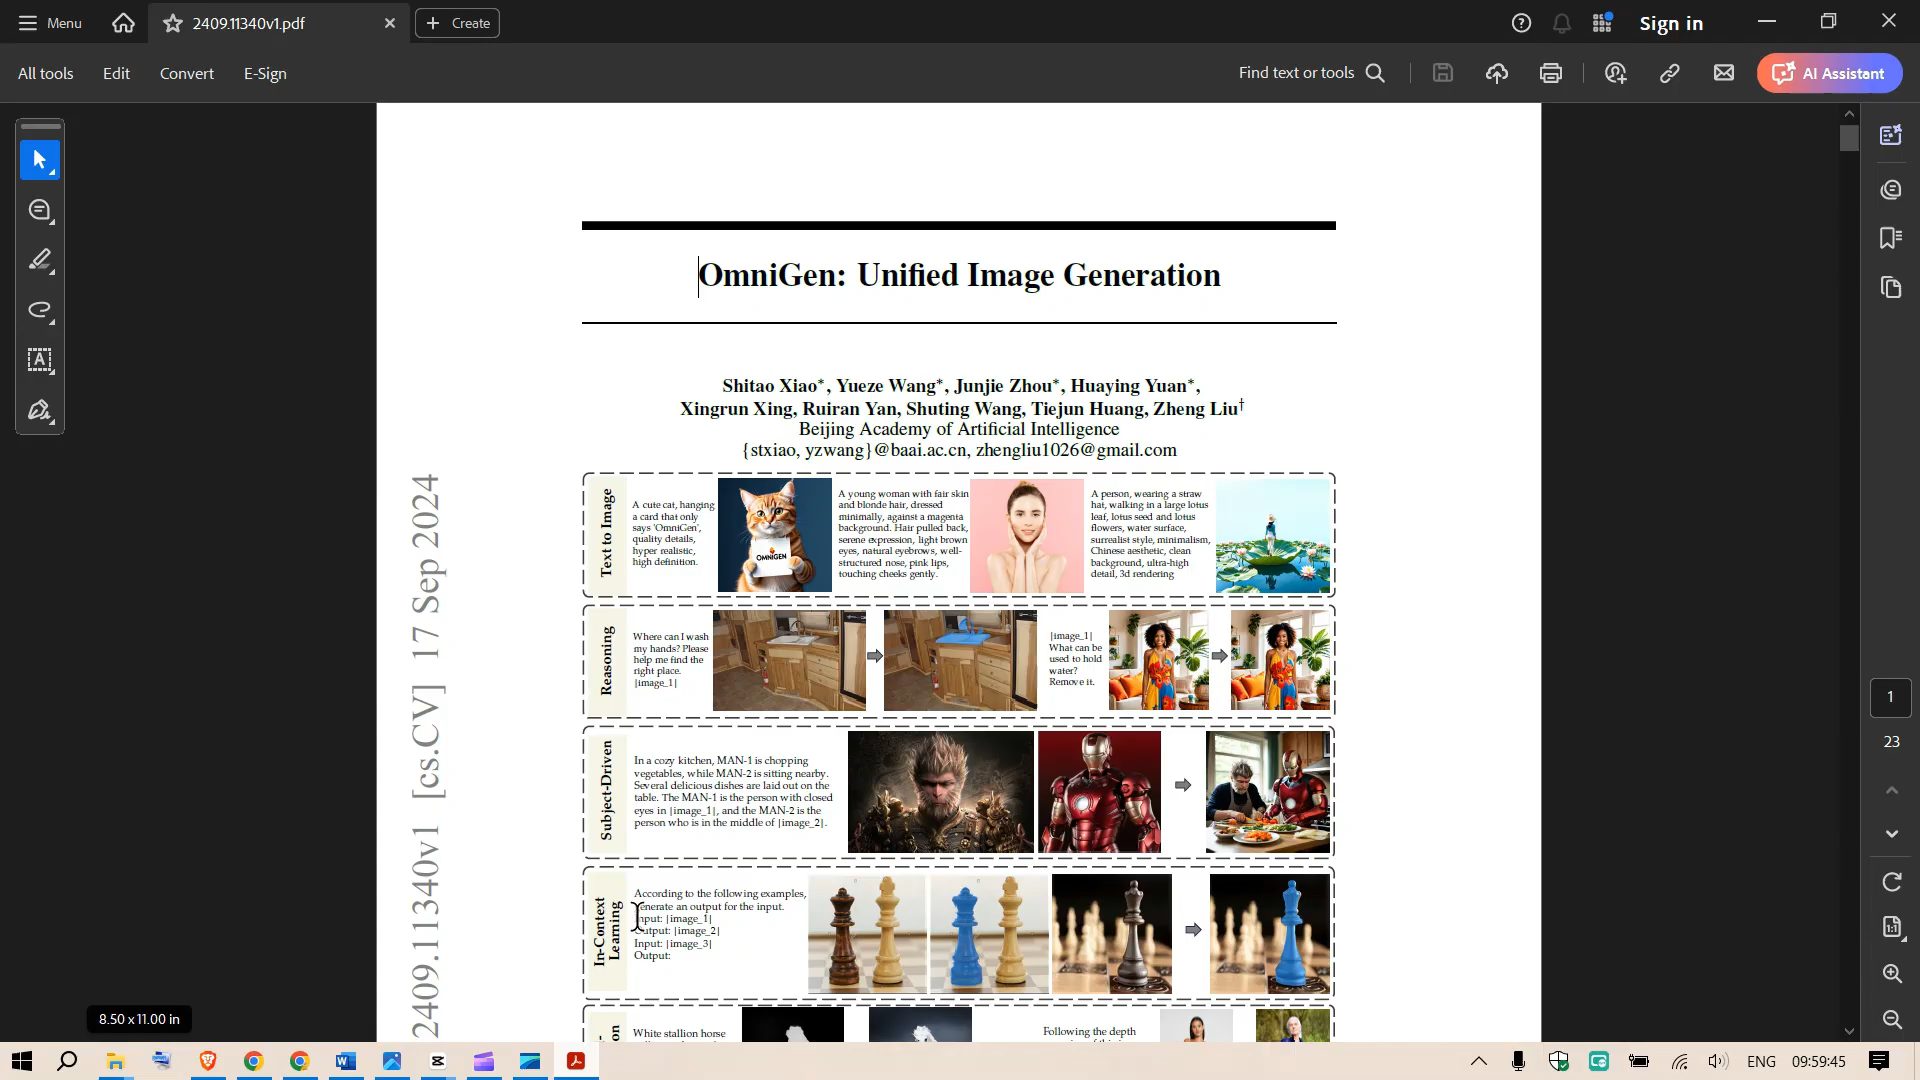 Menu
2409.11340v1.pdf
Create
Sign in
All tools
Edit
Convert
E-Sign
Find text or tools
AI Assistant
OmniGen: Unified Image Generation
Shitao Xiao*, Yueze Wang*, Junjie Zhou*, Huaying Yuan*,
Xingrun Xing, Ruiran Yan, Shuting Wang, Tiejun Huang, Zheng Liu†
Beijing Academy of Artificial Intelligence
{stxiao, yzwang}@baai.ac.cn, zhengliu1026@gmail.com
2409.11340v1 [cs.CV] 17 Sep 2024
Text to Image
A cute cat, hanging
a card that only
says 'OmniGen',
quality details,
hyper realistic,
high definition.
OMNIGEN
A young woman with fair skin
and blonde hair, dressed
minimally, against a magenta
background. Hair pulled back,
serene expression, light brown
eyes, natural eyebrows, well-
structured nose, pink lips,
touching cheeks gently.
A person, wearing a straw
hat, walking in a large lotus
leaf, lotus seed and lotus
flowers, water surface,
surrealist style, minimalism,
Chinese aesthetic, clean
background, ultra-high
detail, 3d rendering
Reasoning
Where can I wash
my hands? Please
help me find the
right place.
|image_1|
|image_1|
What can be
used to hold
water?
Remove it.
Subject-Driven
In a cozy kitchen, MAN-1 is chopping
vegetables, while MAN-2 is sitting nearby.
Several delicious dishes are laid out on the
table. The MAN-1 is the person with closed
eyes in |image_1|, and the MAN-2 is the
person who is in the middle of |image_2|.
In-Context
Learning
According to the following examples,
generate an output for the input.
Input: |image_1|
Output: |image_2|
Input: |image_3|
Output:
White stallion horse
Following the depth
1
23
8.50 x 11.00 in
ENG
09:59:45